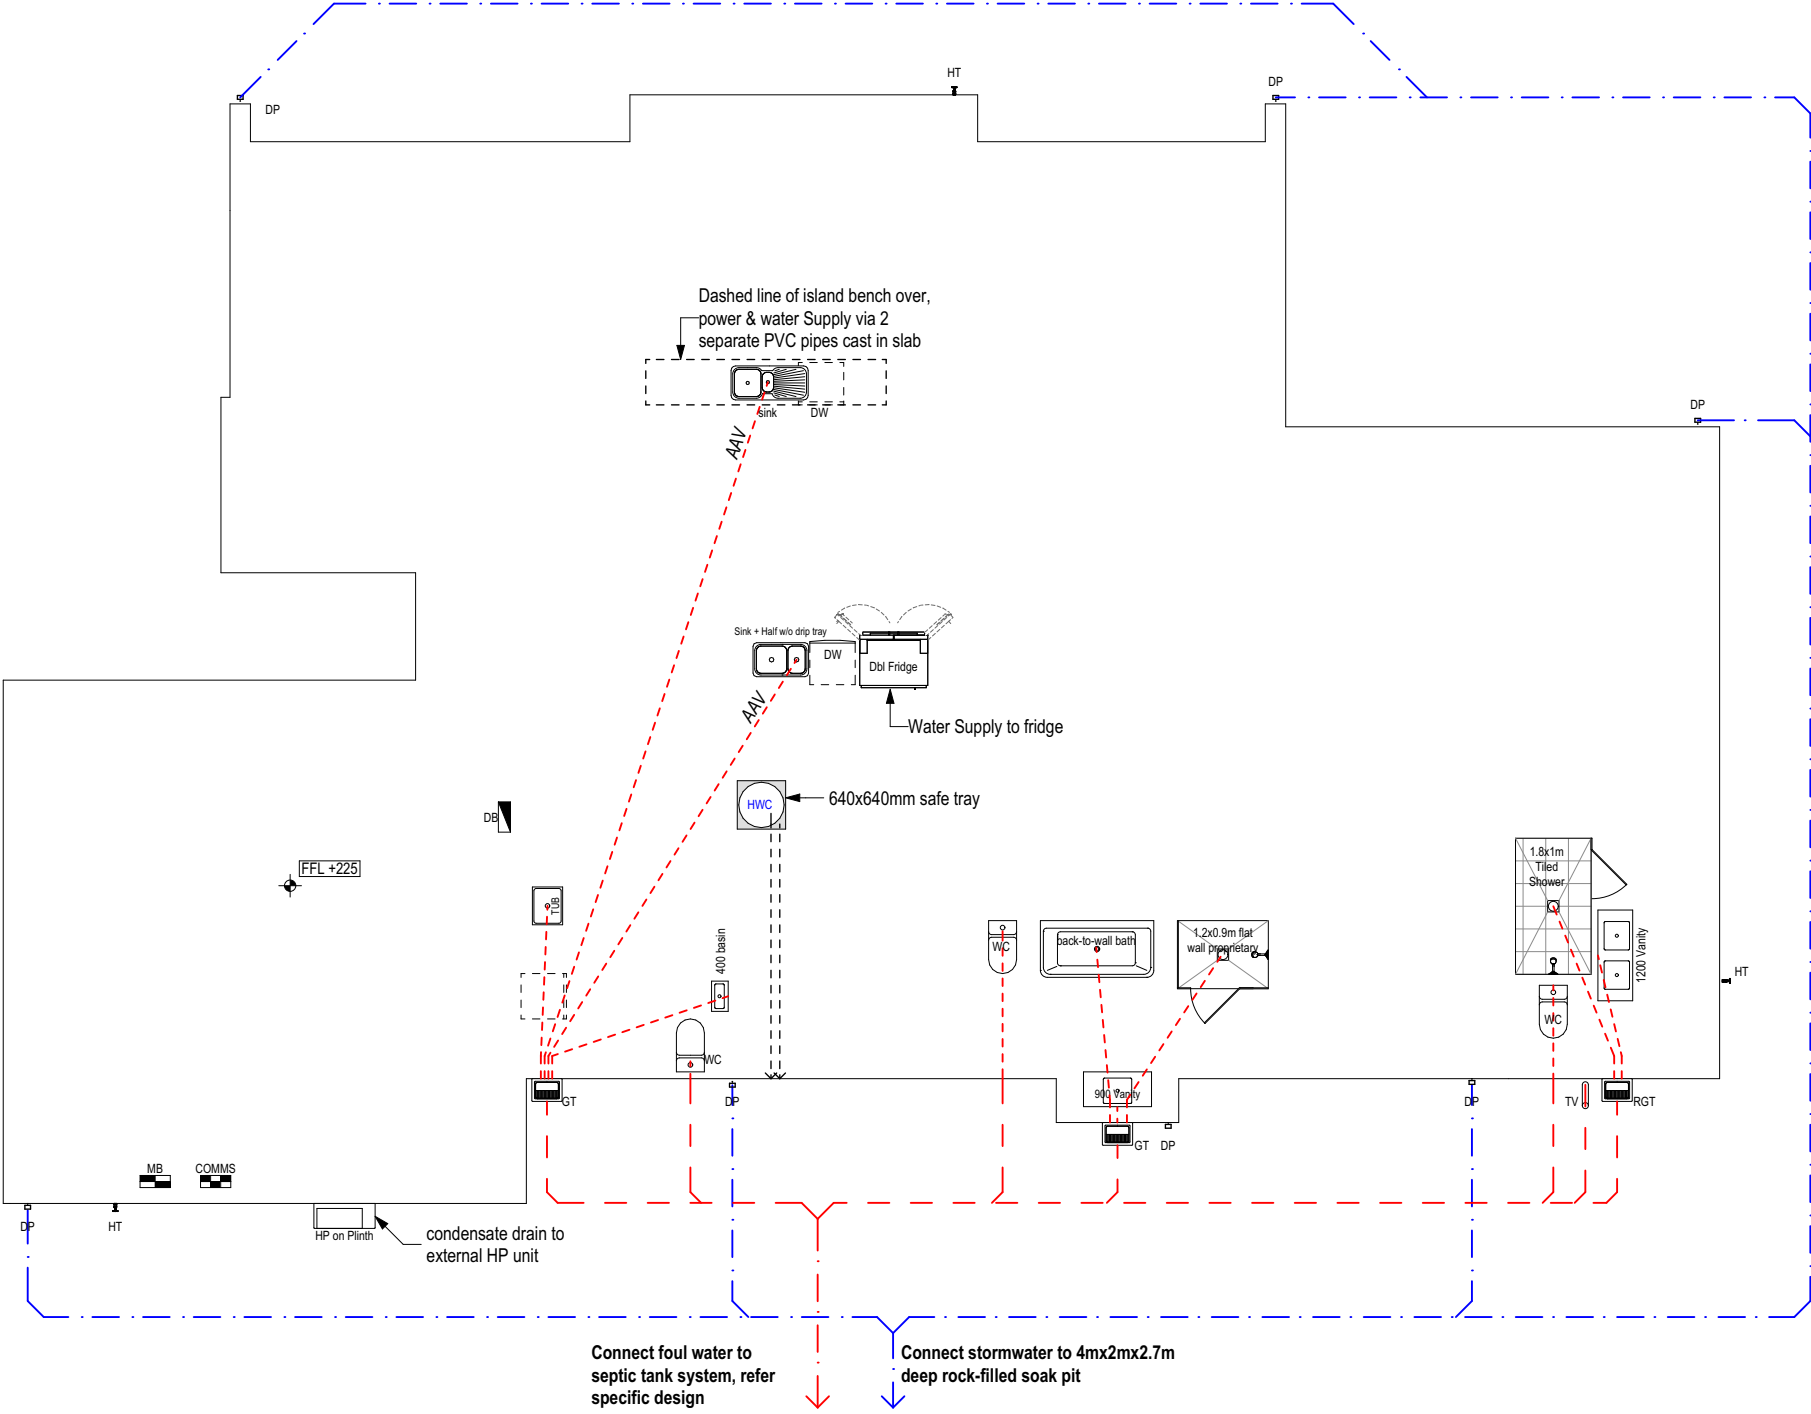 HT
DP
DP
Dashed line of island bench over,
power & water Supply via 2
separate PVC pipes cast in slab
sink
DW
DP
AAV
Sink + Half w/o drip tray
DW
Dbl Fridge
AAV
Water Supply to fridge
HWC
640x640mm safe tray
DB
FFL +225
TUB
400 basin
WC
WC
back-to-wall bath
1.2x0.9m flat
wall proprietary
1.8x1m
Tiled
Shower
1200 Vanity
WC
HT
900 Vanity
GT
DP
GT
DP
DP
TV
RGT
MB
COMMS
DP
HT
HP on Plinth
condensate drain to
external HP unit
Connect foul water to
septic tank system, refer
specific design
Connect stormwater to 4mx2mx2.7m
deep rock-filled soak pit